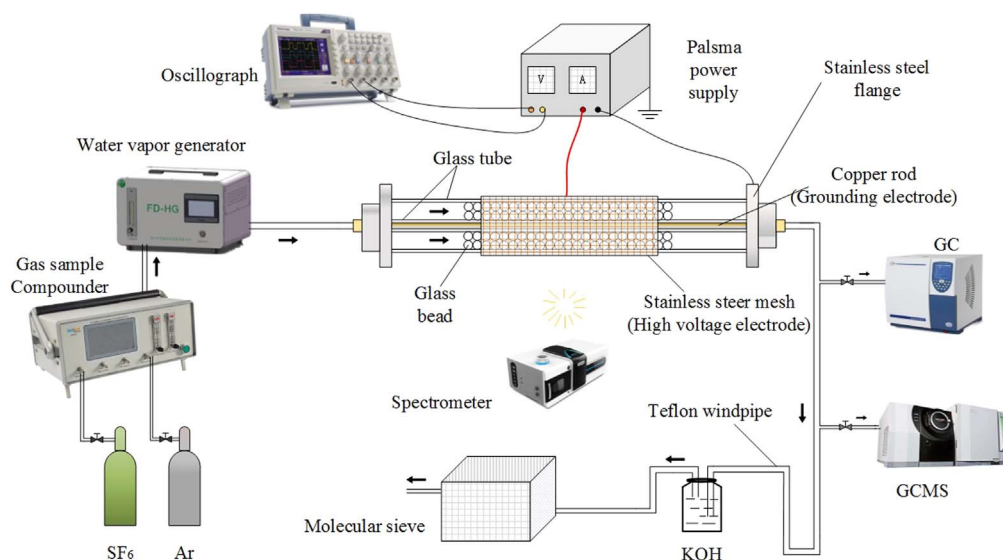 Oscillograph
Palsma
power
supply
V
A
Stainless steel
flange
Water vapor generator
FD-HG
Glass tube
Copper rod
(Grounding electrode)
Gas sample
Compounder
Glass
bead
Stainless steer mesh
(High voltage electrode)
GC
Spectrometer
Teflon windpipe
Molecular sieve
KOH
GCMS
SF6
Ar